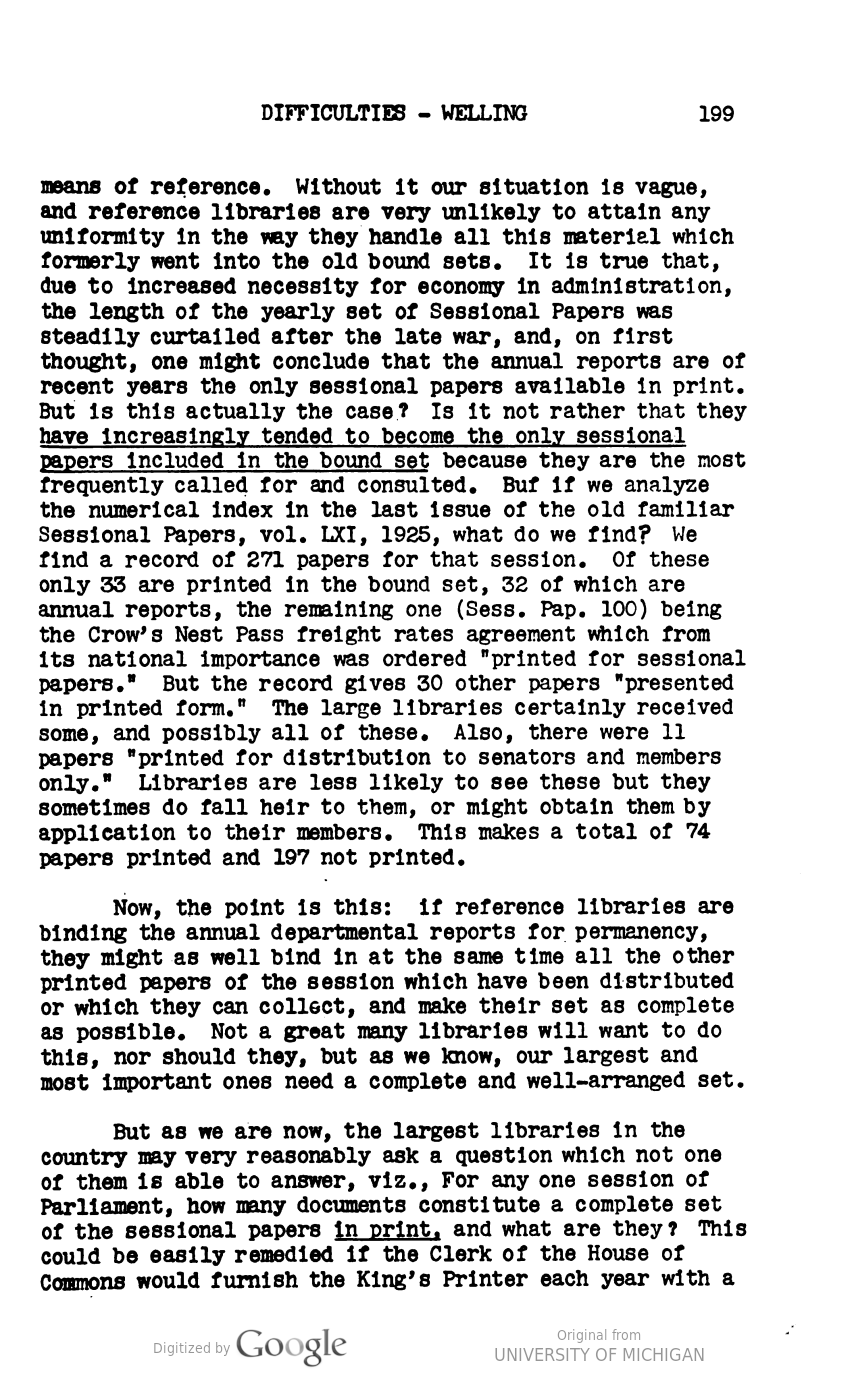 DIFFICULTIES - WELLING 199
means of reference. Without it our situation is vague,
and reference libraries are very unlikely to attain any
uniformity in the way they handle all this material which
formerly went into the old bound sets. It is true that,
due to increased necessity for economy in administration,
the length of the yearly set of Sessional Papers was
steadily curtailed after the late war, and, on first
thought, one might conclude that the annual reports are of
recent years the only sessional papers available in print.
But is this actually the case? Is it not rather that they
have increasingly tended to become the only sessional
papers included in the bound set because they are the most
frequently called for and consulted. Buf if we analyze
the numerical index in the last issue of the old familiar
Sessional Papers, vol. LXI, 1925, what do we find? We
find a record of 271 papers for that session. Of these
only 33 are printed in the bound set, 32 of which are
annual reports, the remaining one (Sess. Pap. 100) being
the Crow's Nest Pass freight rates agreement which from
its national importance was ordered "printed for sessional
papers." But the record gives 30 other papers "presented
in printed form." The large libraries certainly received
some, and possibly all of these. Also, there were 11
papers "printed for distribution to senators and members
only." Libraries are less likely to see these but they
sometimes do fall heir to them, or might obtain them by
application to their members. This makes a total of 74
papers printed and 197 not printed.
Now, the point is this: if reference libraries are
binding the annual departmental reports for permanency,
they might as well bind in at the same time all the other
printed papers of the session which have been distributed
or which they can collect, and make their set as complete
as possible. Not a great many libraries will want to do
this, nor should they, but as we know, our largest and
most important ones need a complete and well-arranged set.
But as we are now, the largest libraries in the
country may very reasonably ask a question which not one
of them is able to answer, viz., For any one session of
Parliament, how many documents constitute a complete set
of the sessional papers in print, and what are they? This
could be easily remedied if the Clerk of the House of
Commons would furnish the King's Printer each year with a
Digitized by Google
Original from
UNIVERSITY OF MICHIGAN